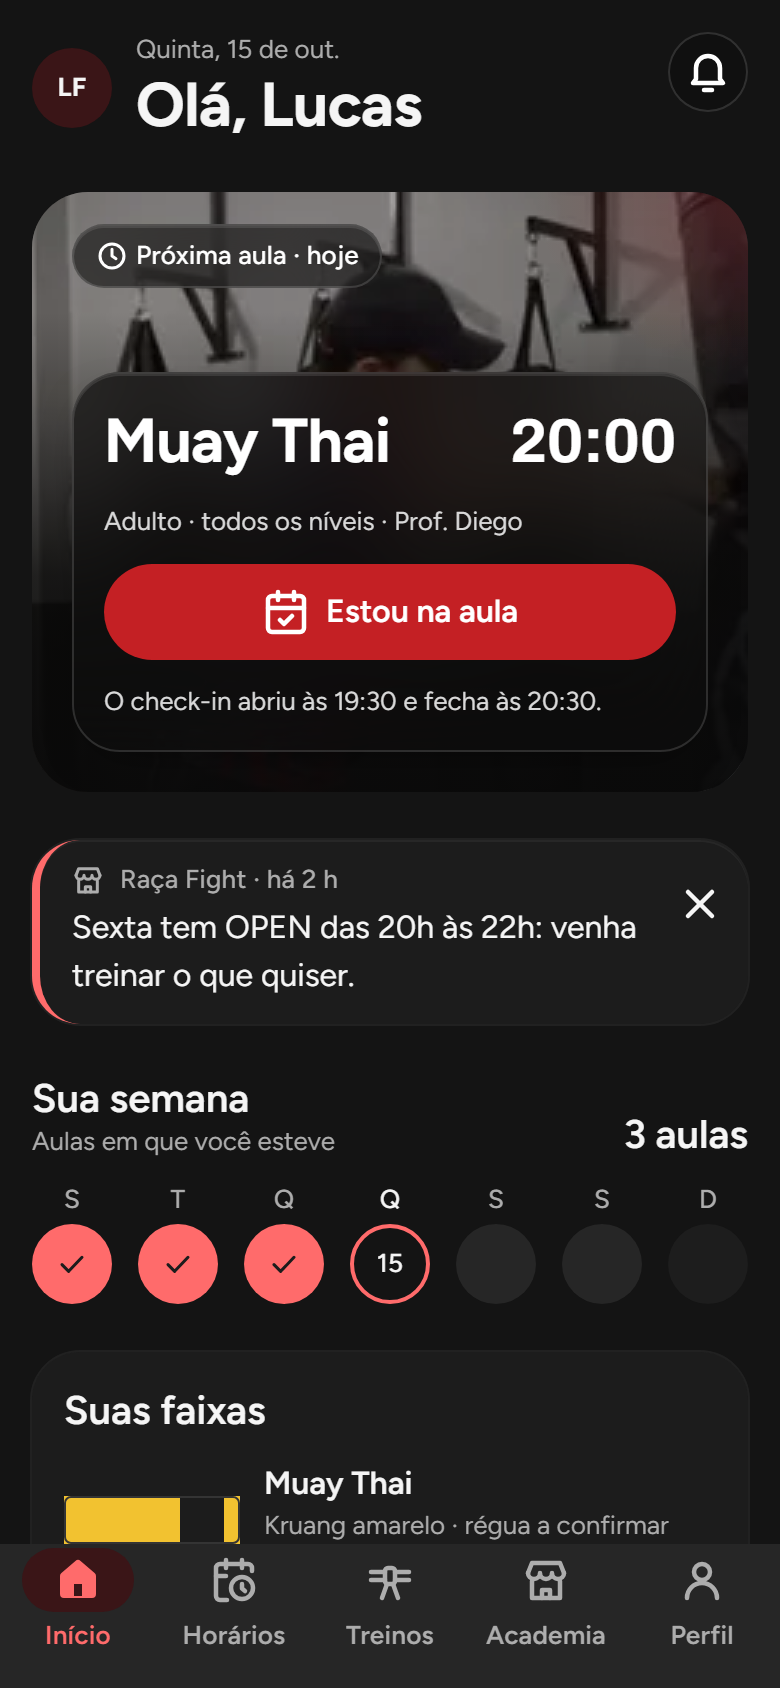 Quinta, 15 de out.
LF
Olá, Lucas
Próxima aula · hoje
Muay Thai 20:00
Adulto · todos os níveis · Prof. Diego
Estou na aula
O check-in abriu às 19:30 e fecha às 20:30.
Raça Fight · há 2 h
Sexta tem OPEN das 20h às 22h: venha
treinar o que quiser.
Sua semana
Aulas em que você esteve
3 aulas
S T Q Q S S D
15
Suas faixas
Muay Thai
Kruang amarelo · régua a confirmar
Início Horários Treinos Academia Perfil